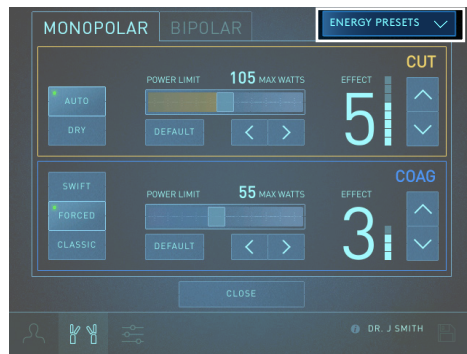 MONOPOLAR BIPOLAR ENERGY PRESETS
CUT
POWER LIMIT 105 MAX WATTS EFFECT
AUTO
DRY
DEFAULT
5
COAG
SWIFT
FORCED
CLASSIC
POWER LIMIT 55 MAX WATTS EFFECT
DEFAULT
3
CLOSE
DR. J SMITH